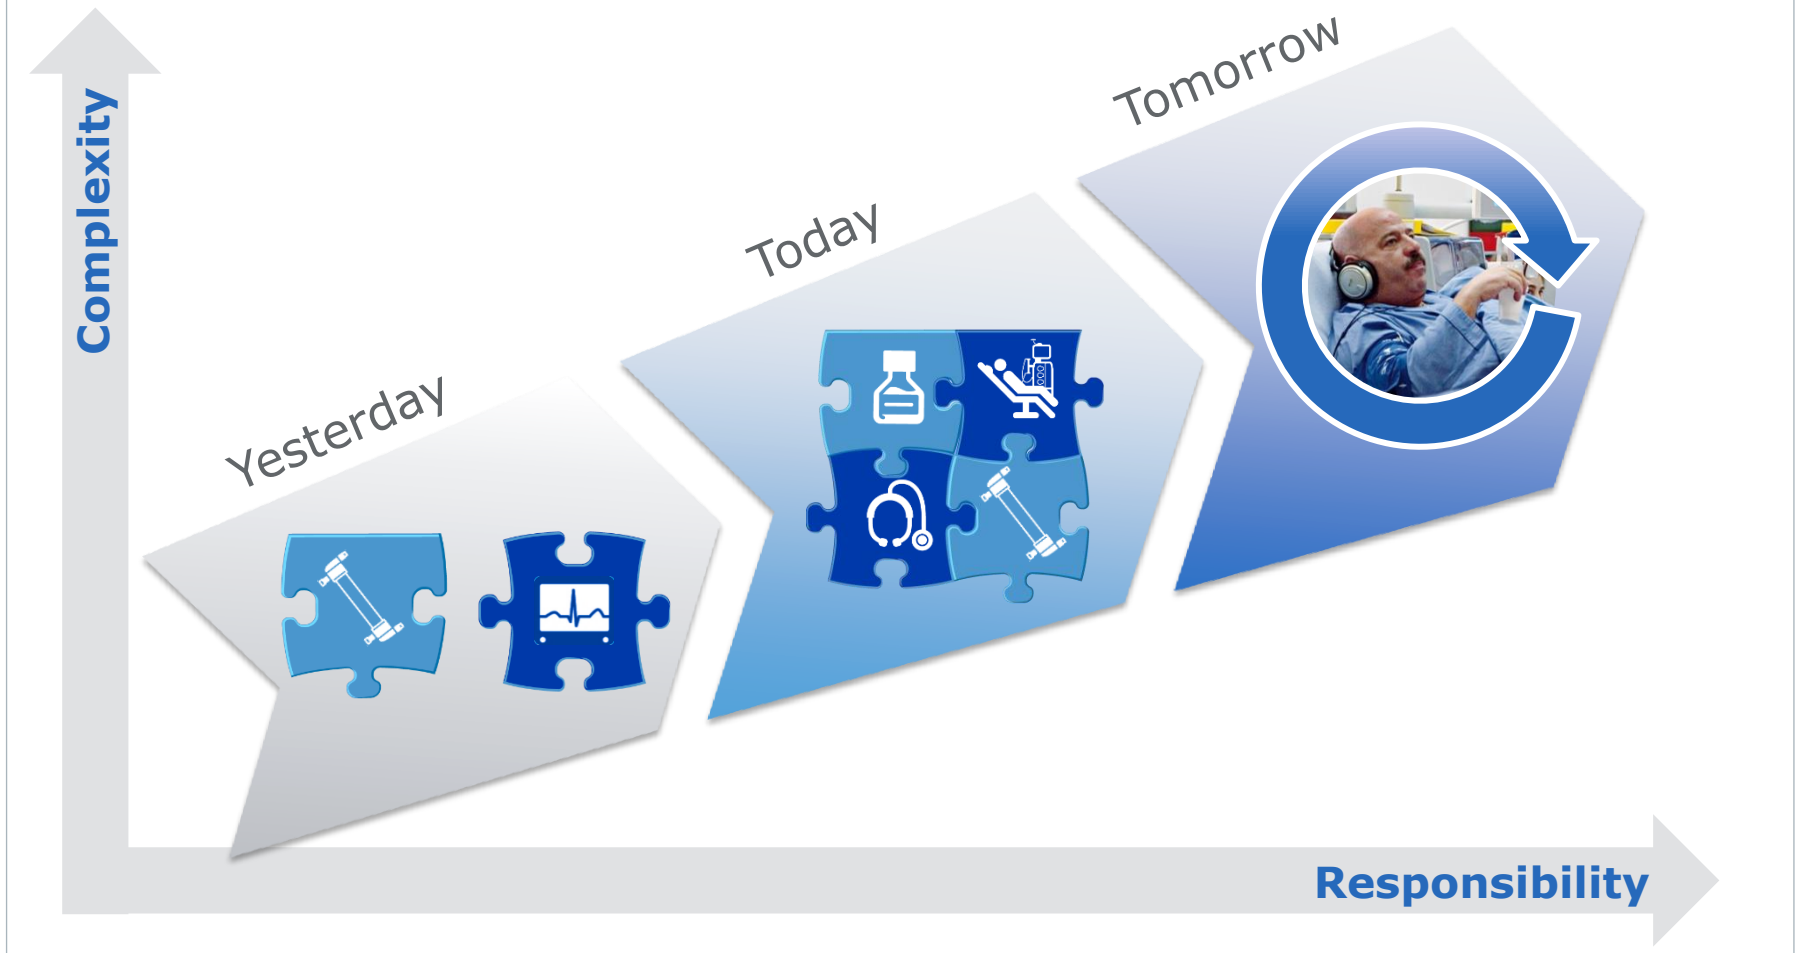 Complexity
Yesterday
Today
Tomorrow
Responsibility